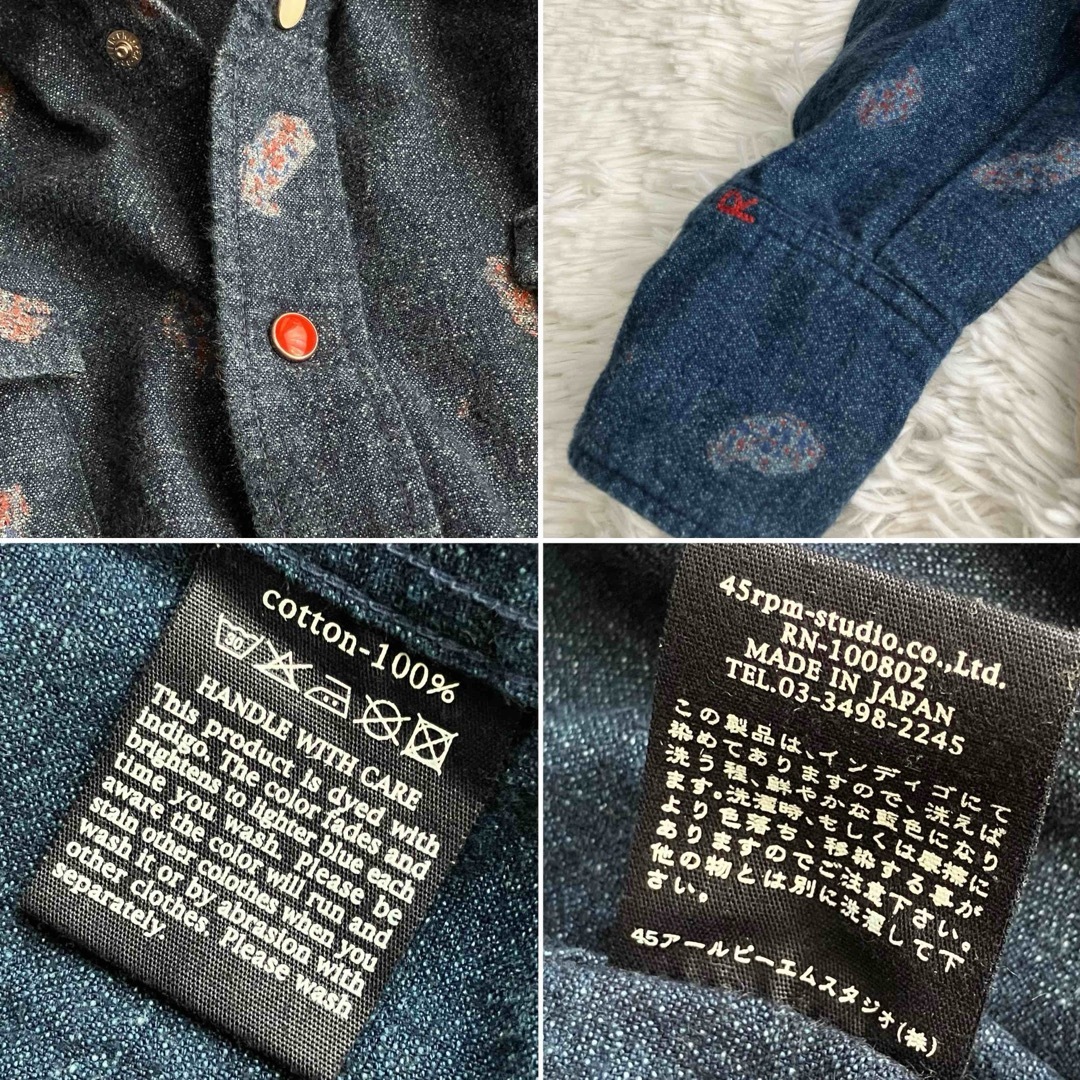 R
cotton-100%
30
HANDLE WITH CARE
This product is dyed with
indigo. The color fades and
brightens to lighter blue each
time you wash. Please be
aware the color will run and
stain other colothes when you
wash it or by abrasion with
other clothes. Please wash
separately.
45rpm-studio.co.,Ltd.
RN-100802
MADE IN JAPAN
TEL.03-3498-2245
この製品は、インディゴにて
染めてありますので、洗えば
洗う程、鮮やかな藍色になり
ます。洗濯時、もしくは摩擦に
より色落ち、移染する事が
ありますのでご注意下さい。
他の物とは別に洗濯して下
さい。
45アールピーエムスタジオ(株)